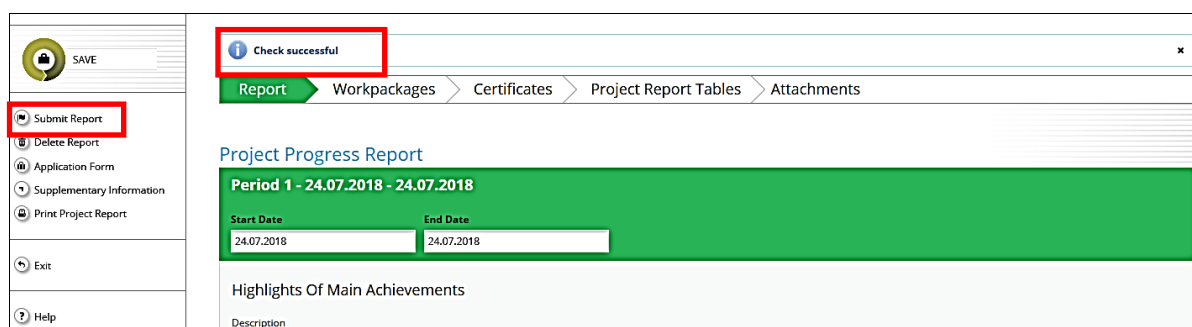 SAVE
Submit Report
Delete Report
Application Form
Supplementary Information
Print Project Report
Exit
Help
Check successful
Report Workpackages Certificates Project Report Tables Attachments
Project Progress Report
Period 1 - 24.07.2018 - 24.07.2018
Start Date End Date
24.07.2018 24.07.2018
Highlights Of Main Achievements
Description